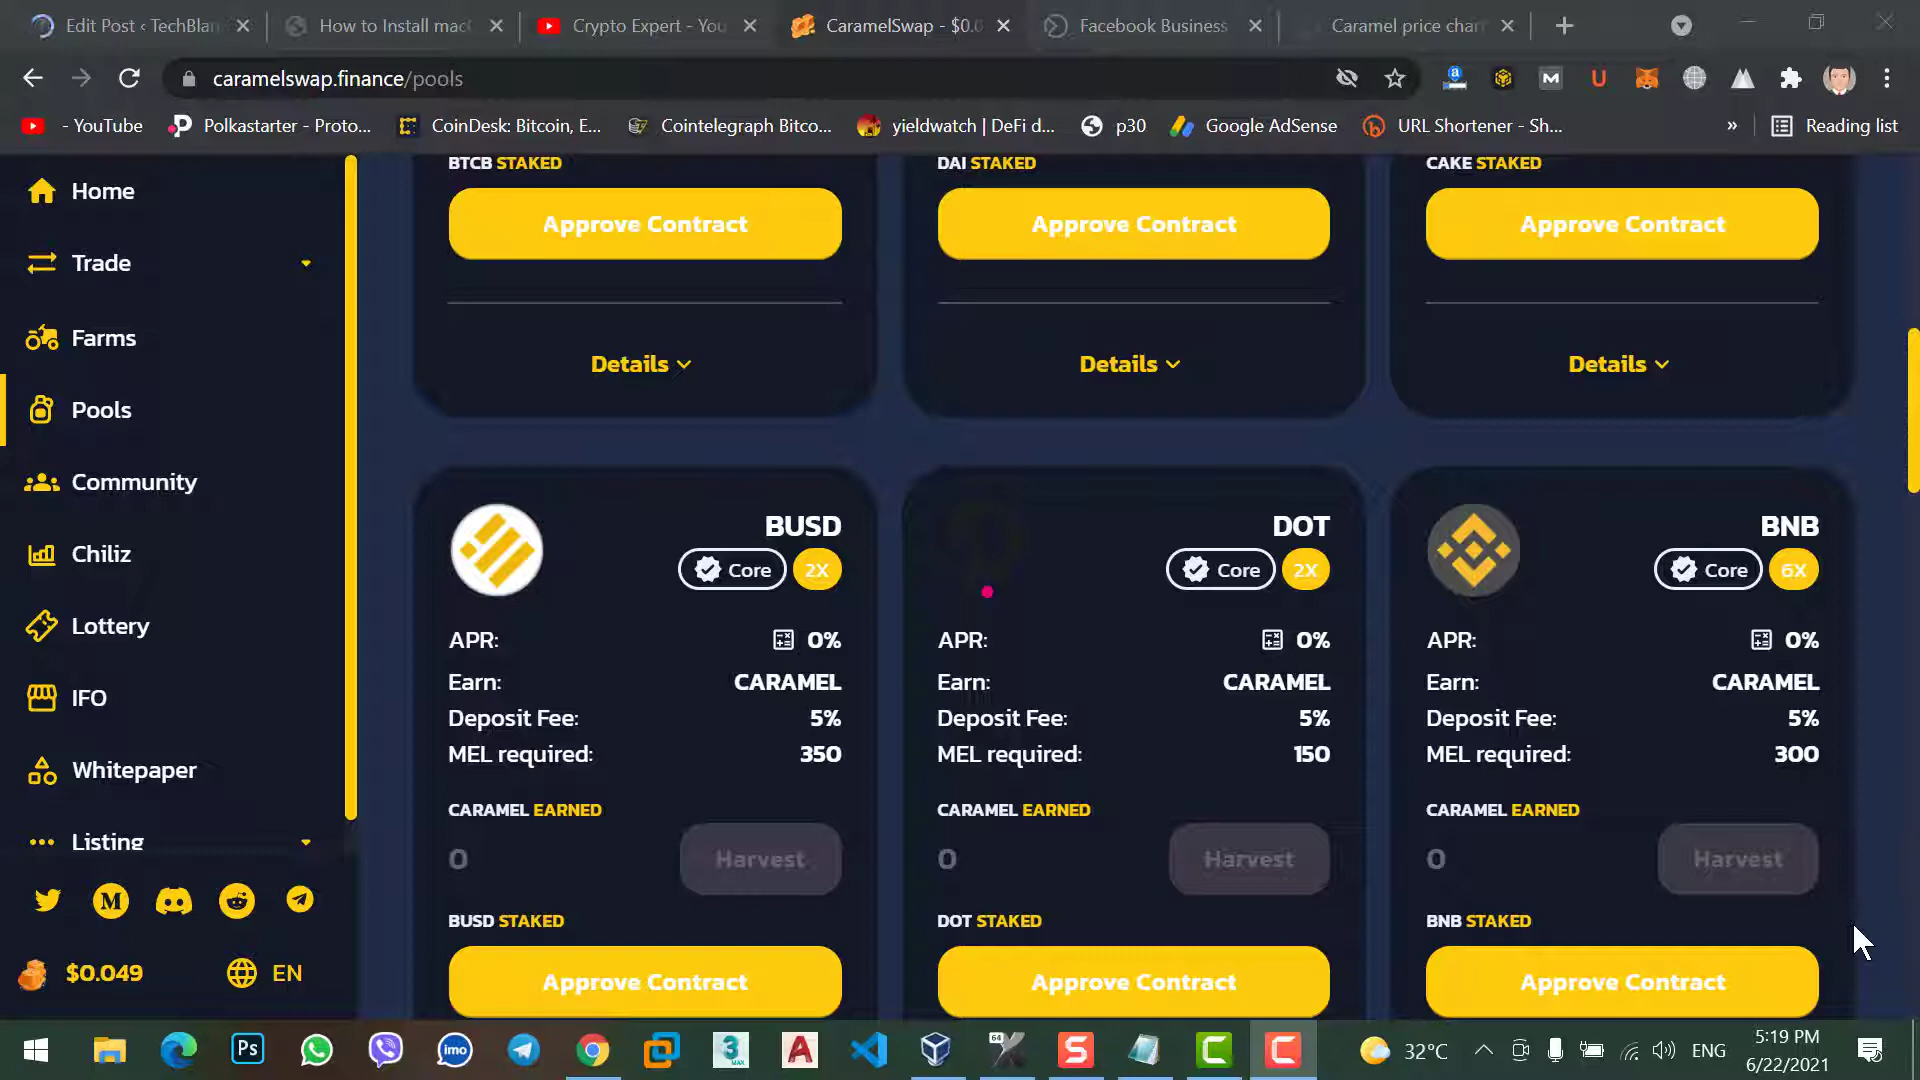 Edit Post ‹ TechBlan
How to Install mac
Crypto Expert - You
CaramelSwap - $0.0
Facebook Business
Caramel price char
caramelswap.finance/pools
- YouTube
Polkastarter - Proto...
CoinDesk: Bitcoin, E...
Cointelegraph Bitco...
yieldwatch | DeFi d...
p30
Google AdSense
URL Shortener - Sh...
»
Reading list
Home
Trade
Farms
Pools
Community
Chiliz
Lottery
IFO
Whitepaper
Listing
$0.049
EN
BTCB STAKED
Approve Contract
Details
DAI STAKED
Approve Contract
Details
CAKE STAKED
Approve Contract
Details
BUSD
Core 2X
APR: 0%
Earn: CARAMEL
Deposit Fee: 5%
MEL required: 350
CARAMEL EARNED
0 Harvest
BUSD STAKED
Approve Contract
DOT
Core 2X
APR: 0%
Earn: CARAMEL
Deposit Fee: 5%
MEL required: 150
CARAMEL EARNED
0 Harvest
DOT STAKED
Approve Contract
BNB
Core 6X
APR: 0%
Earn: CARAMEL
Deposit Fee: 5%
MEL required: 300
CARAMEL EARNED
0 Harvest
BNB STAKED
Approve Contract
Ps
imo
3
MAX
A
64
S
C
C
32°C
ENG
5:19 PM
6/22/2021